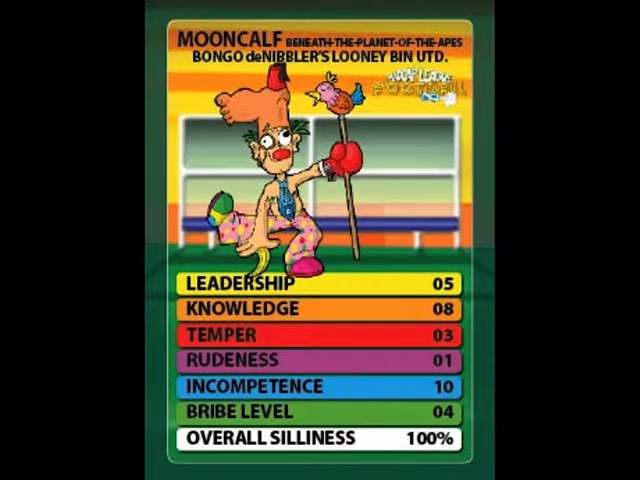 MOONCALF BENEATH-THE-PLANET-OF-THE-APES
BONGO deNIBBLER'S LOONEY BIN UTD.
LEAGUE
LEADERSHIP 05
KNOWLEDGE 08
TEMPER 03
RUDENESS 01
INCOMPETENCE 10
BRIBE LEVEL 04
OVERALL SILLINESS 100%